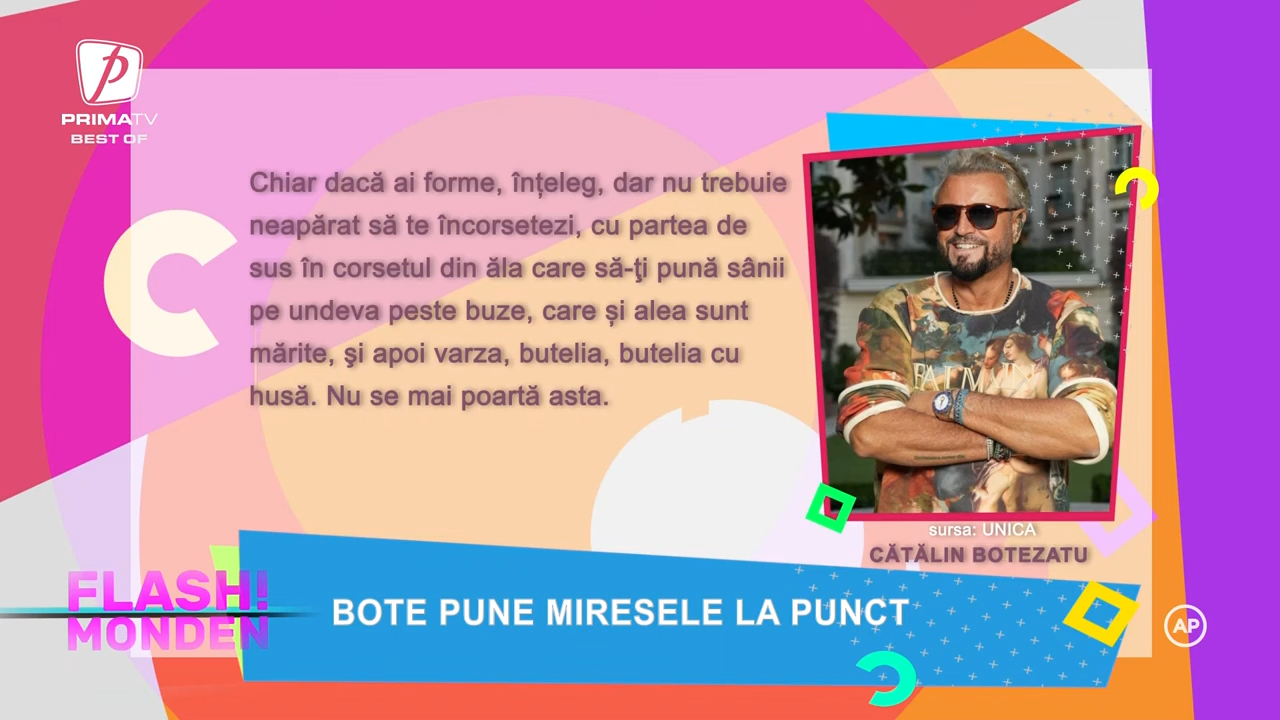 PRIMATV
BEST OF
Chiar dacă ai forme, înțeleg, dar nu trebuie
neapărat să te încorsetezi, cu partea de
sus în corsetul din ăla care să-ţi pună sânii
pe undeva peste buze, care și alea sunt
mărite, şi apoi varza, butelia, butelia cu
husă. Nu se mai poartă asta.
BALMAIN
sursa: UNICA
CĂTĂLIN BOTEZATU
FLASH!
MONDEN
BOTE PUNE MIRESELE LA PUNCT
AP